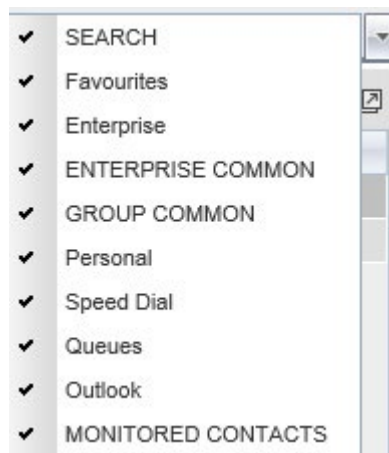 SEARCH
Favourites
Enterprise
ENTERPRISE COMMON
GROUP COMMON
Personal
Speed Dial
Queues
Outlook
MONITORED CONTACTS